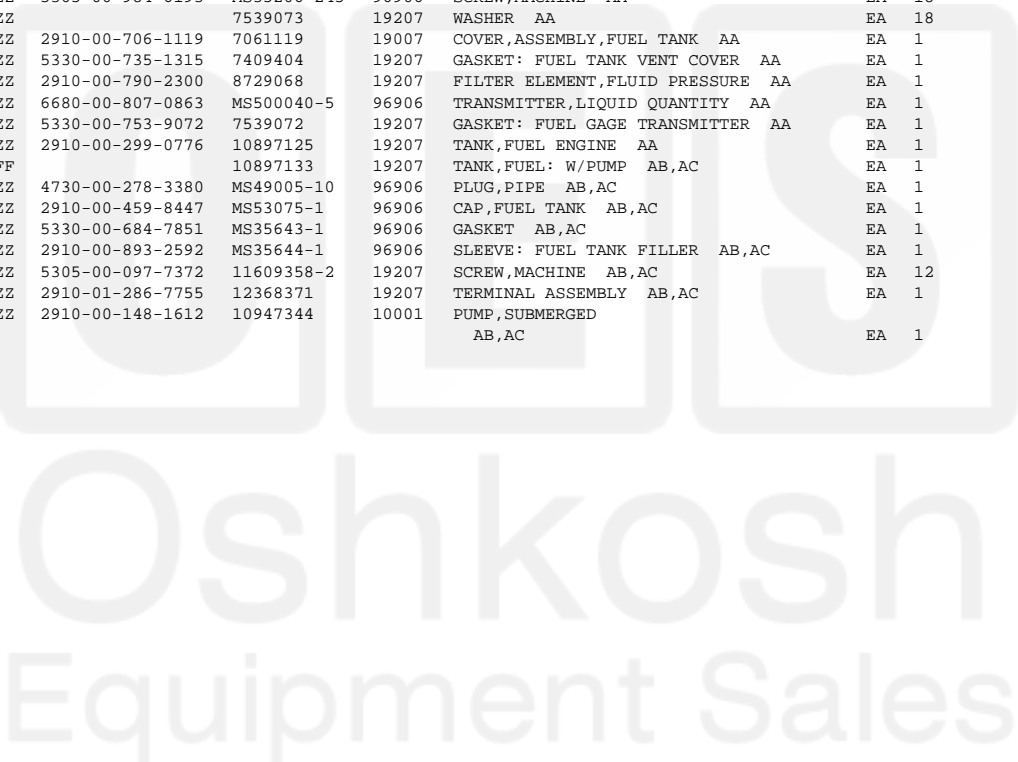 ZZ 7539073 19207 WASHER AA EA 18
ZZ 2910-00-706-1119 7061119 19007 COVER,ASSEMBLY,FUEL TANK AA EA 1
ZZ 5330-00-735-1315 7409404 19207 GASKET: FUEL TANK VENT COVER AA EA 1
ZZ 2910-00-790-2300 8729068 19207 FILTER ELEMENT,FLUID PRESSURE AA EA 1
ZZ 6680-00-807-0863 MS500040-5 96906 TRANSMITTER,LIQUID QUANTITY AA EA 1
ZZ 5330-00-753-9072 7539072 19207 GASKET: FUEL GAGE TRANSMITTER AA EA 1
ZZ 2910-00-299-0776 10897125 19207 TANK,FUEL ENGINE AA EA 1
FF 10897133 19207 TANK,FUEL: W/PUMP AB,AC EA 1
ZZ 4730-00-278-3380 MS49005-10 96906 PLUG,PIPE AB,AC EA 1
ZZ 2910-00-459-8447 MS53075-1 96906 CAP,FUEL TANK AB,AC EA 1
ZZ 5330-00-684-7851 MS35643-1 96906 GASKET AB,AC EA 1
ZZ 2910-00-893-2592 MS35644-1 96906 SLEEVE: FUEL TANK FILLER AB,AC EA 1
ZZ 5305-00-097-7372 11609358-2 19207 SCREW,MACHINE AB,AC EA 12
ZZ 2910-01-286-7755 12368371 19207 TERMINAL ASSEMBLY AB,AC EA 1
ZZ 2910-00-148-1612 10947344 10001 PUMP,SUBMERGED
AB,AC EA 1
OES
Oshkosh
Equipment Sales